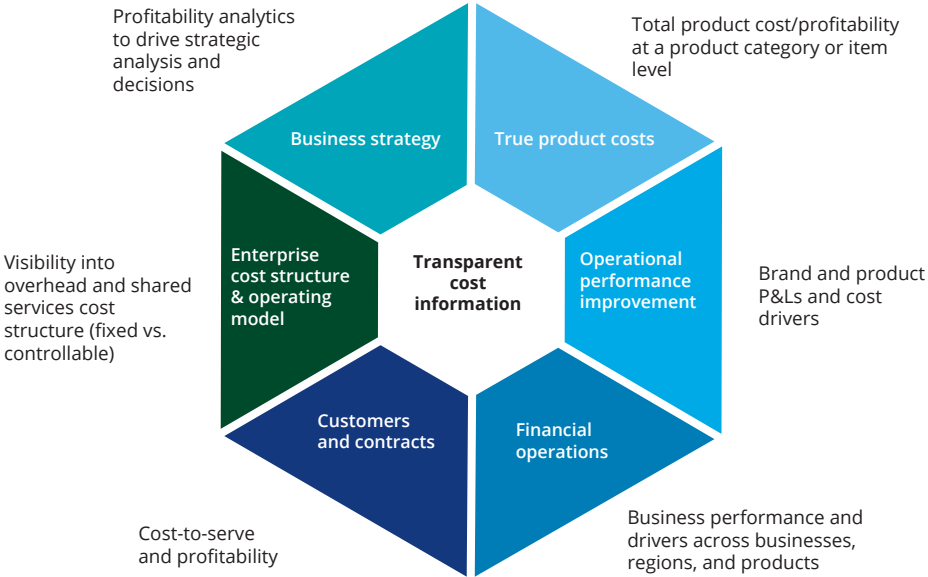 Profitability analytics
to drive strategic
analysis and
decisions
Total product cost/profitability
at a product category or item
level
Business strategy
True product costs
Visibility into
overhead and shared
services cost
structure (fixed vs.
controllable)
Enterprise
cost structure
& operating
model
Transparent
cost
information
Operational
performance
improvement
Brand and product
P&Ls and cost
drivers
Customers
and contracts
Financial
operations
Cost-to-serve
and profitability
Business performance and
drivers across businesses,
regions, and products